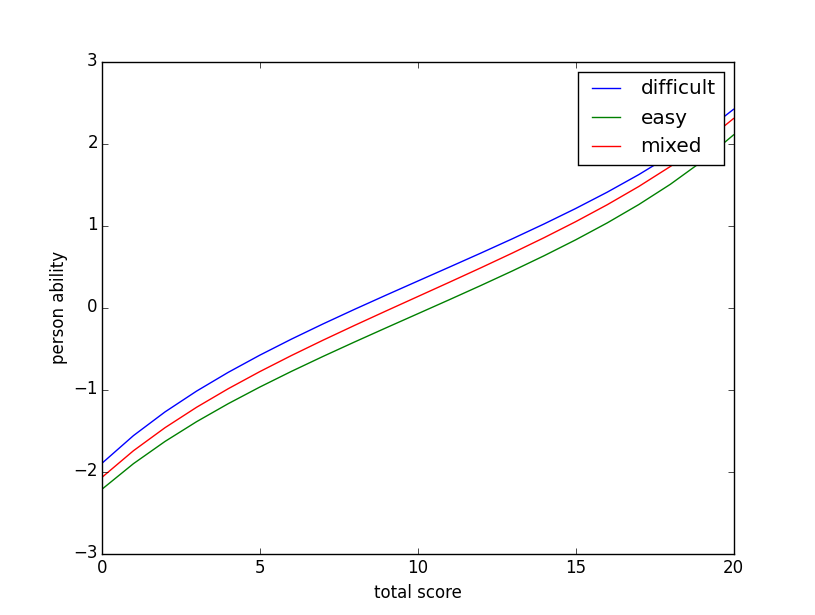 3
2
1
0
−1
−2
−3
0 5 10 15 20
person ability
total score
difficult
easy
mixed